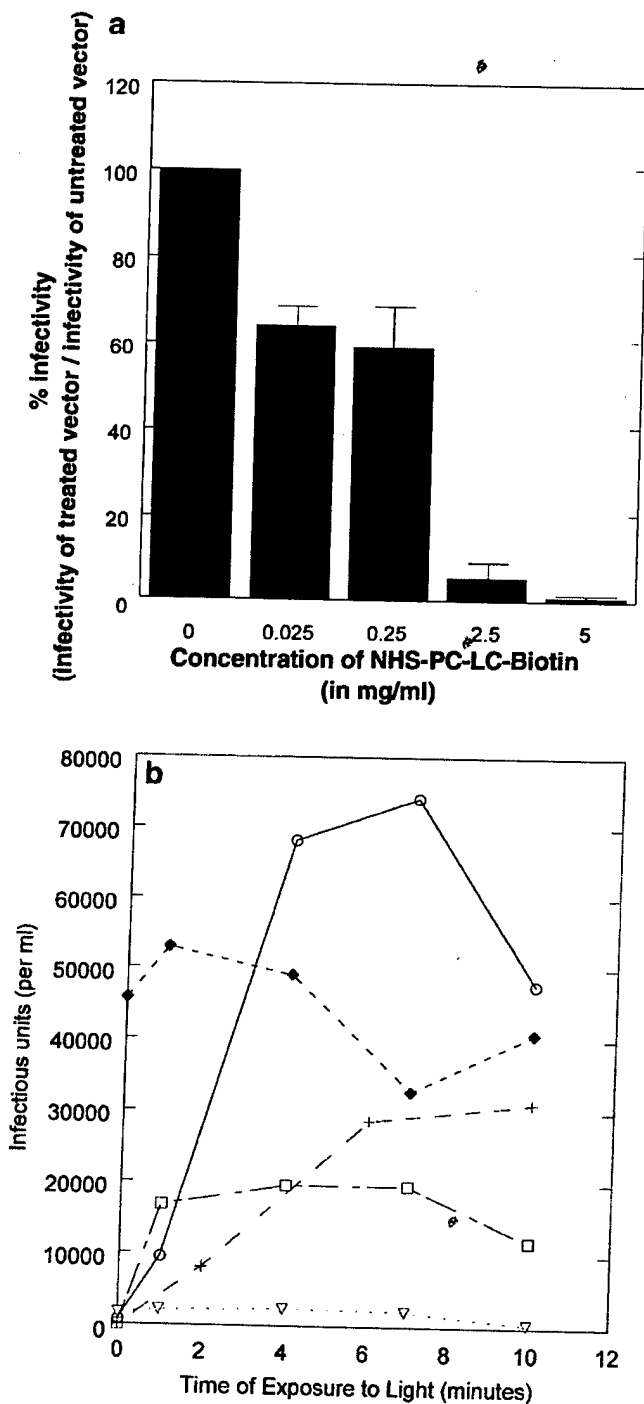 a
% Infectivity
(Infectivity of treated vector / infectivity of untreated vector)
120
100
80
60
40
20
0
0 0.025 0.25 2.5 5
Concentration of NHS-PC-LC-Biotin
(in mg/ml)
b
Infectious units (per ml)
80000
70000
60000
50000
40000
30000
20000
10000
0
0 2 4 6 8 10 12
Time of Exposure to Light (minutes)